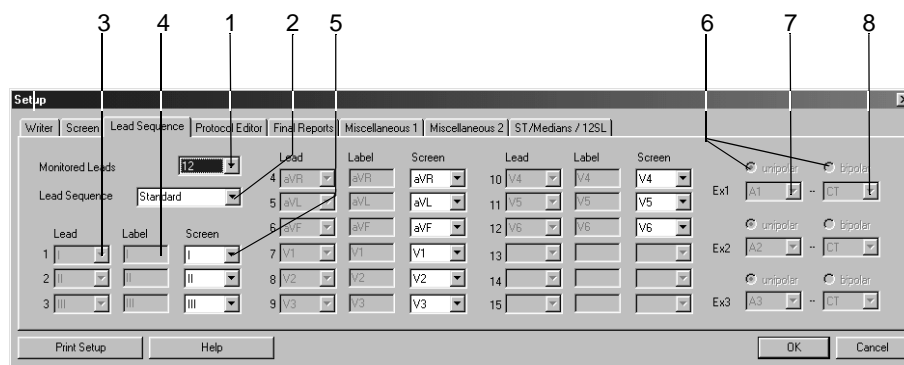 3 4 1 2 5 6 7 8
Setup
Writer Screen Lead Sequence Protocol Editor Final Reports Miscellaneous 1 Miscellaneous 2 ST/Medians / 12SL
Monitored Leads 12
Lead Sequence Standard
Lead Label Screen
1 I I I
2 II II II
3 III III III
Lead Label Screen
4 aVR aVR aVR
5 aVL aVL aVL
6 aVF aVF aVF
7 V1 V1 V1
8 V2 V2 V2
9 V3 V3 V3
Lead Label Screen
10 V4 V4 V4
11 V5 V5 V5
12 V6 V6 V6
13
14
15
unipolar bipolar
Ex1 A1 -- CT
unipolar bipolar
Ex2 A2 -- CT
unipolar bipolar
Ex3 A3 -- CT
Print Setup Help OK Cancel